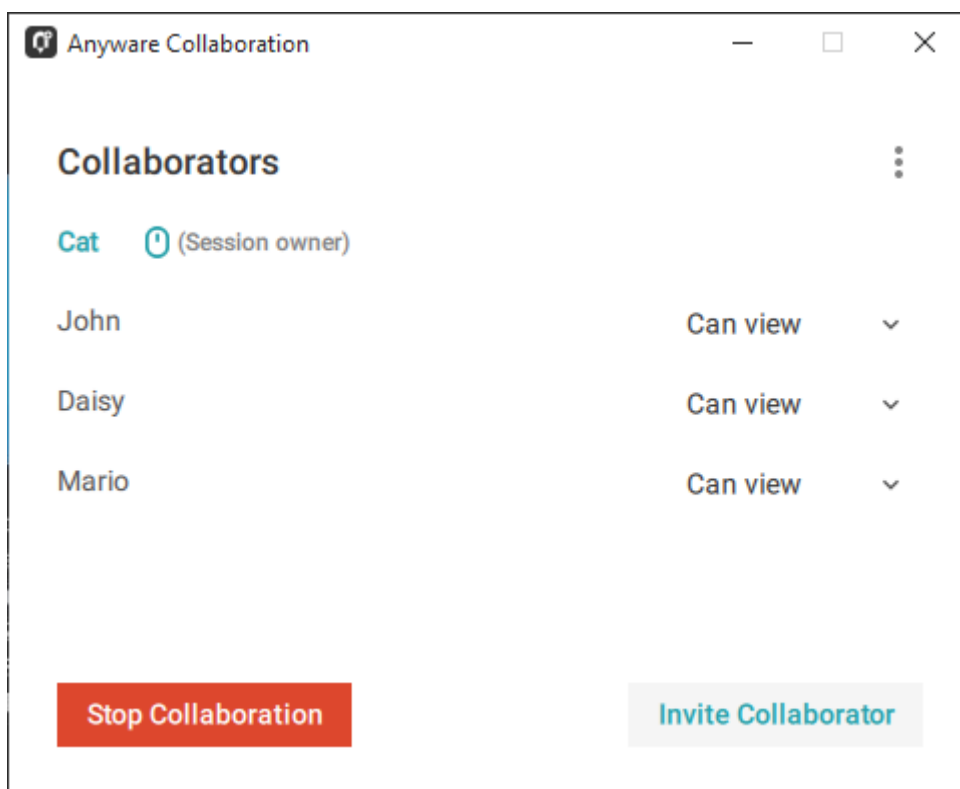 Anyware Collaboration
Collaborators
Cat (Session owner)
John Can view
Daisy Can view
Mario Can view
Stop Collaboration Invite Collaborator